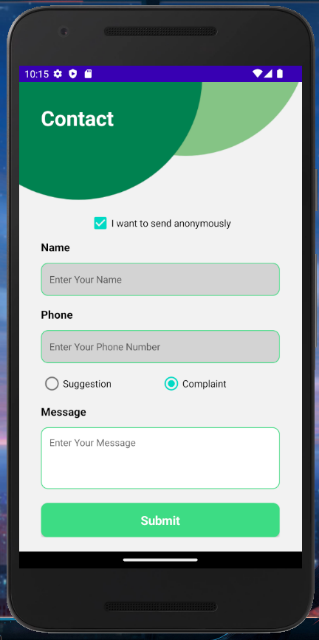 10:15
Contact
I want to send anonymously
Name
Enter Your Name
Phone
Enter Your Phone Number
Suggestion Complaint
Message
Enter Your Message
Submit